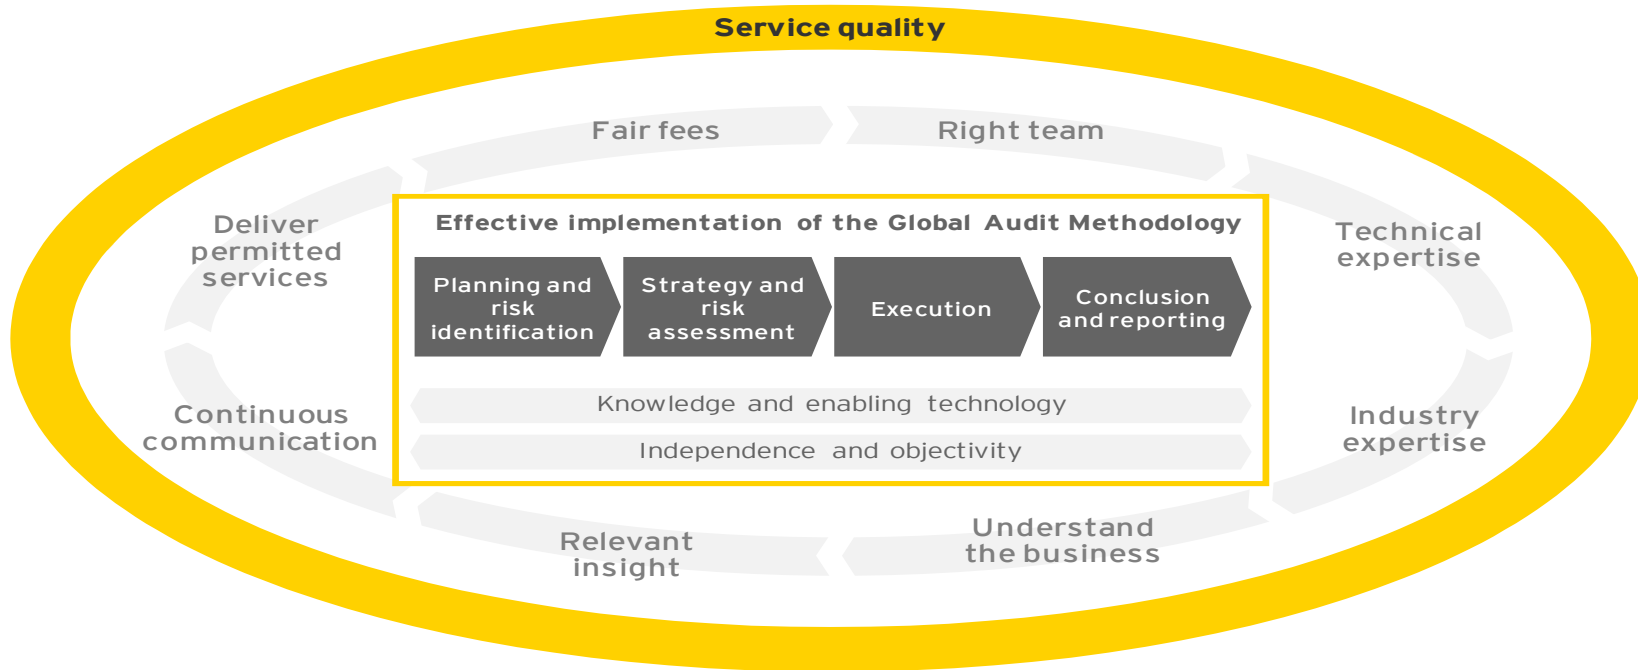 Service quality
Fair fees
Right team
Deliver
permitted
services
Effective implementation of the Global Audit Methodology
Technical
expertise
Planning and
risk
identification
Strategy and
risk
assessment
Execution
Conclusion
and reporting
Knowledge and enabling technology
Independence and objectivity
Continuous
communication
Industry
expertise
Relevant
insight
Understand
the business